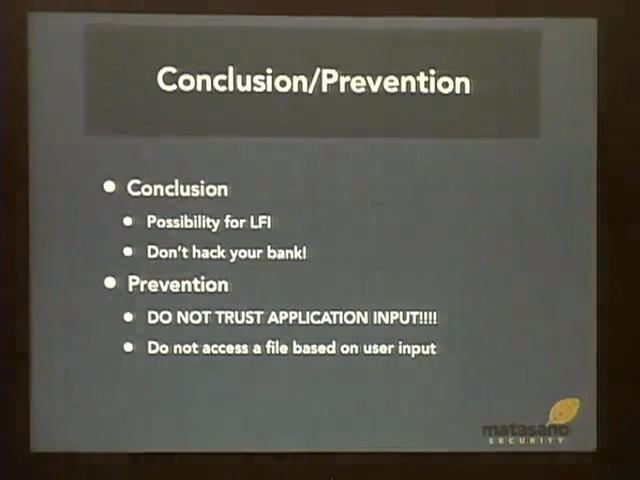 Conclusion/Prevention
Conclusion
Possibility for LFI
Don't hack your bank!
Prevention
DO NOT TRUST APPLICATION INPUT!!!!
Do not access a file based on user input
matasano
SECURITY